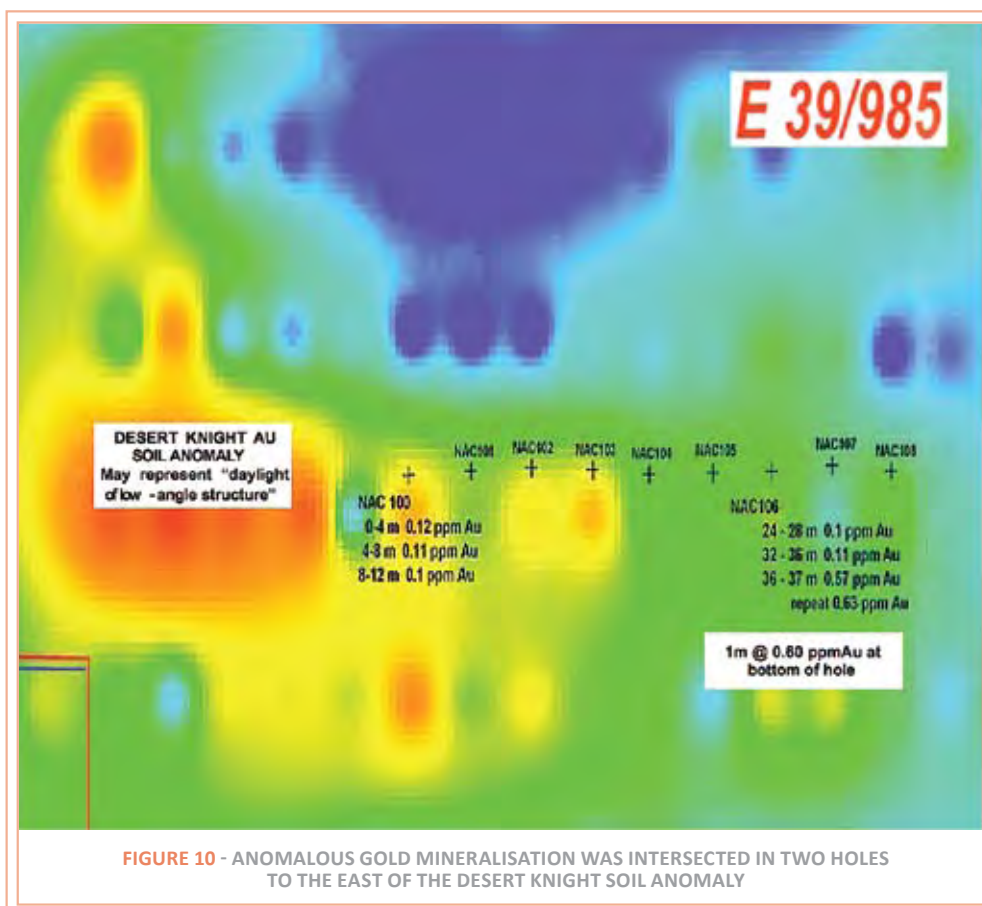 E 39/985
DESERT KNIGHT AU
SOIL ANOMALY
May represent "daylight
of low -angle structure"
NAC102 NAC103 NAC104 NAC105 NAC107 NAC108
NAC 100
0-4 m 0.12 ppm Au
4-8 m 0.11 ppm Au
8-12 m 0.1 ppm Au
NAC106
24 - 28 m 0.1 ppm Au
32 - 36 m 0.11 ppm Au
36 - 37 m 0.57 ppm Au
repeat 0.63 ppm Au
1m @ 0.60 ppmAu at
bottom of hole
FIGURE 10 - ANOMALOUS GOLD MINERALISATION WAS INTERSECTED IN TWO HOLES
TO THE EAST OF THE DESERT KNIGHT SOIL ANOMALY